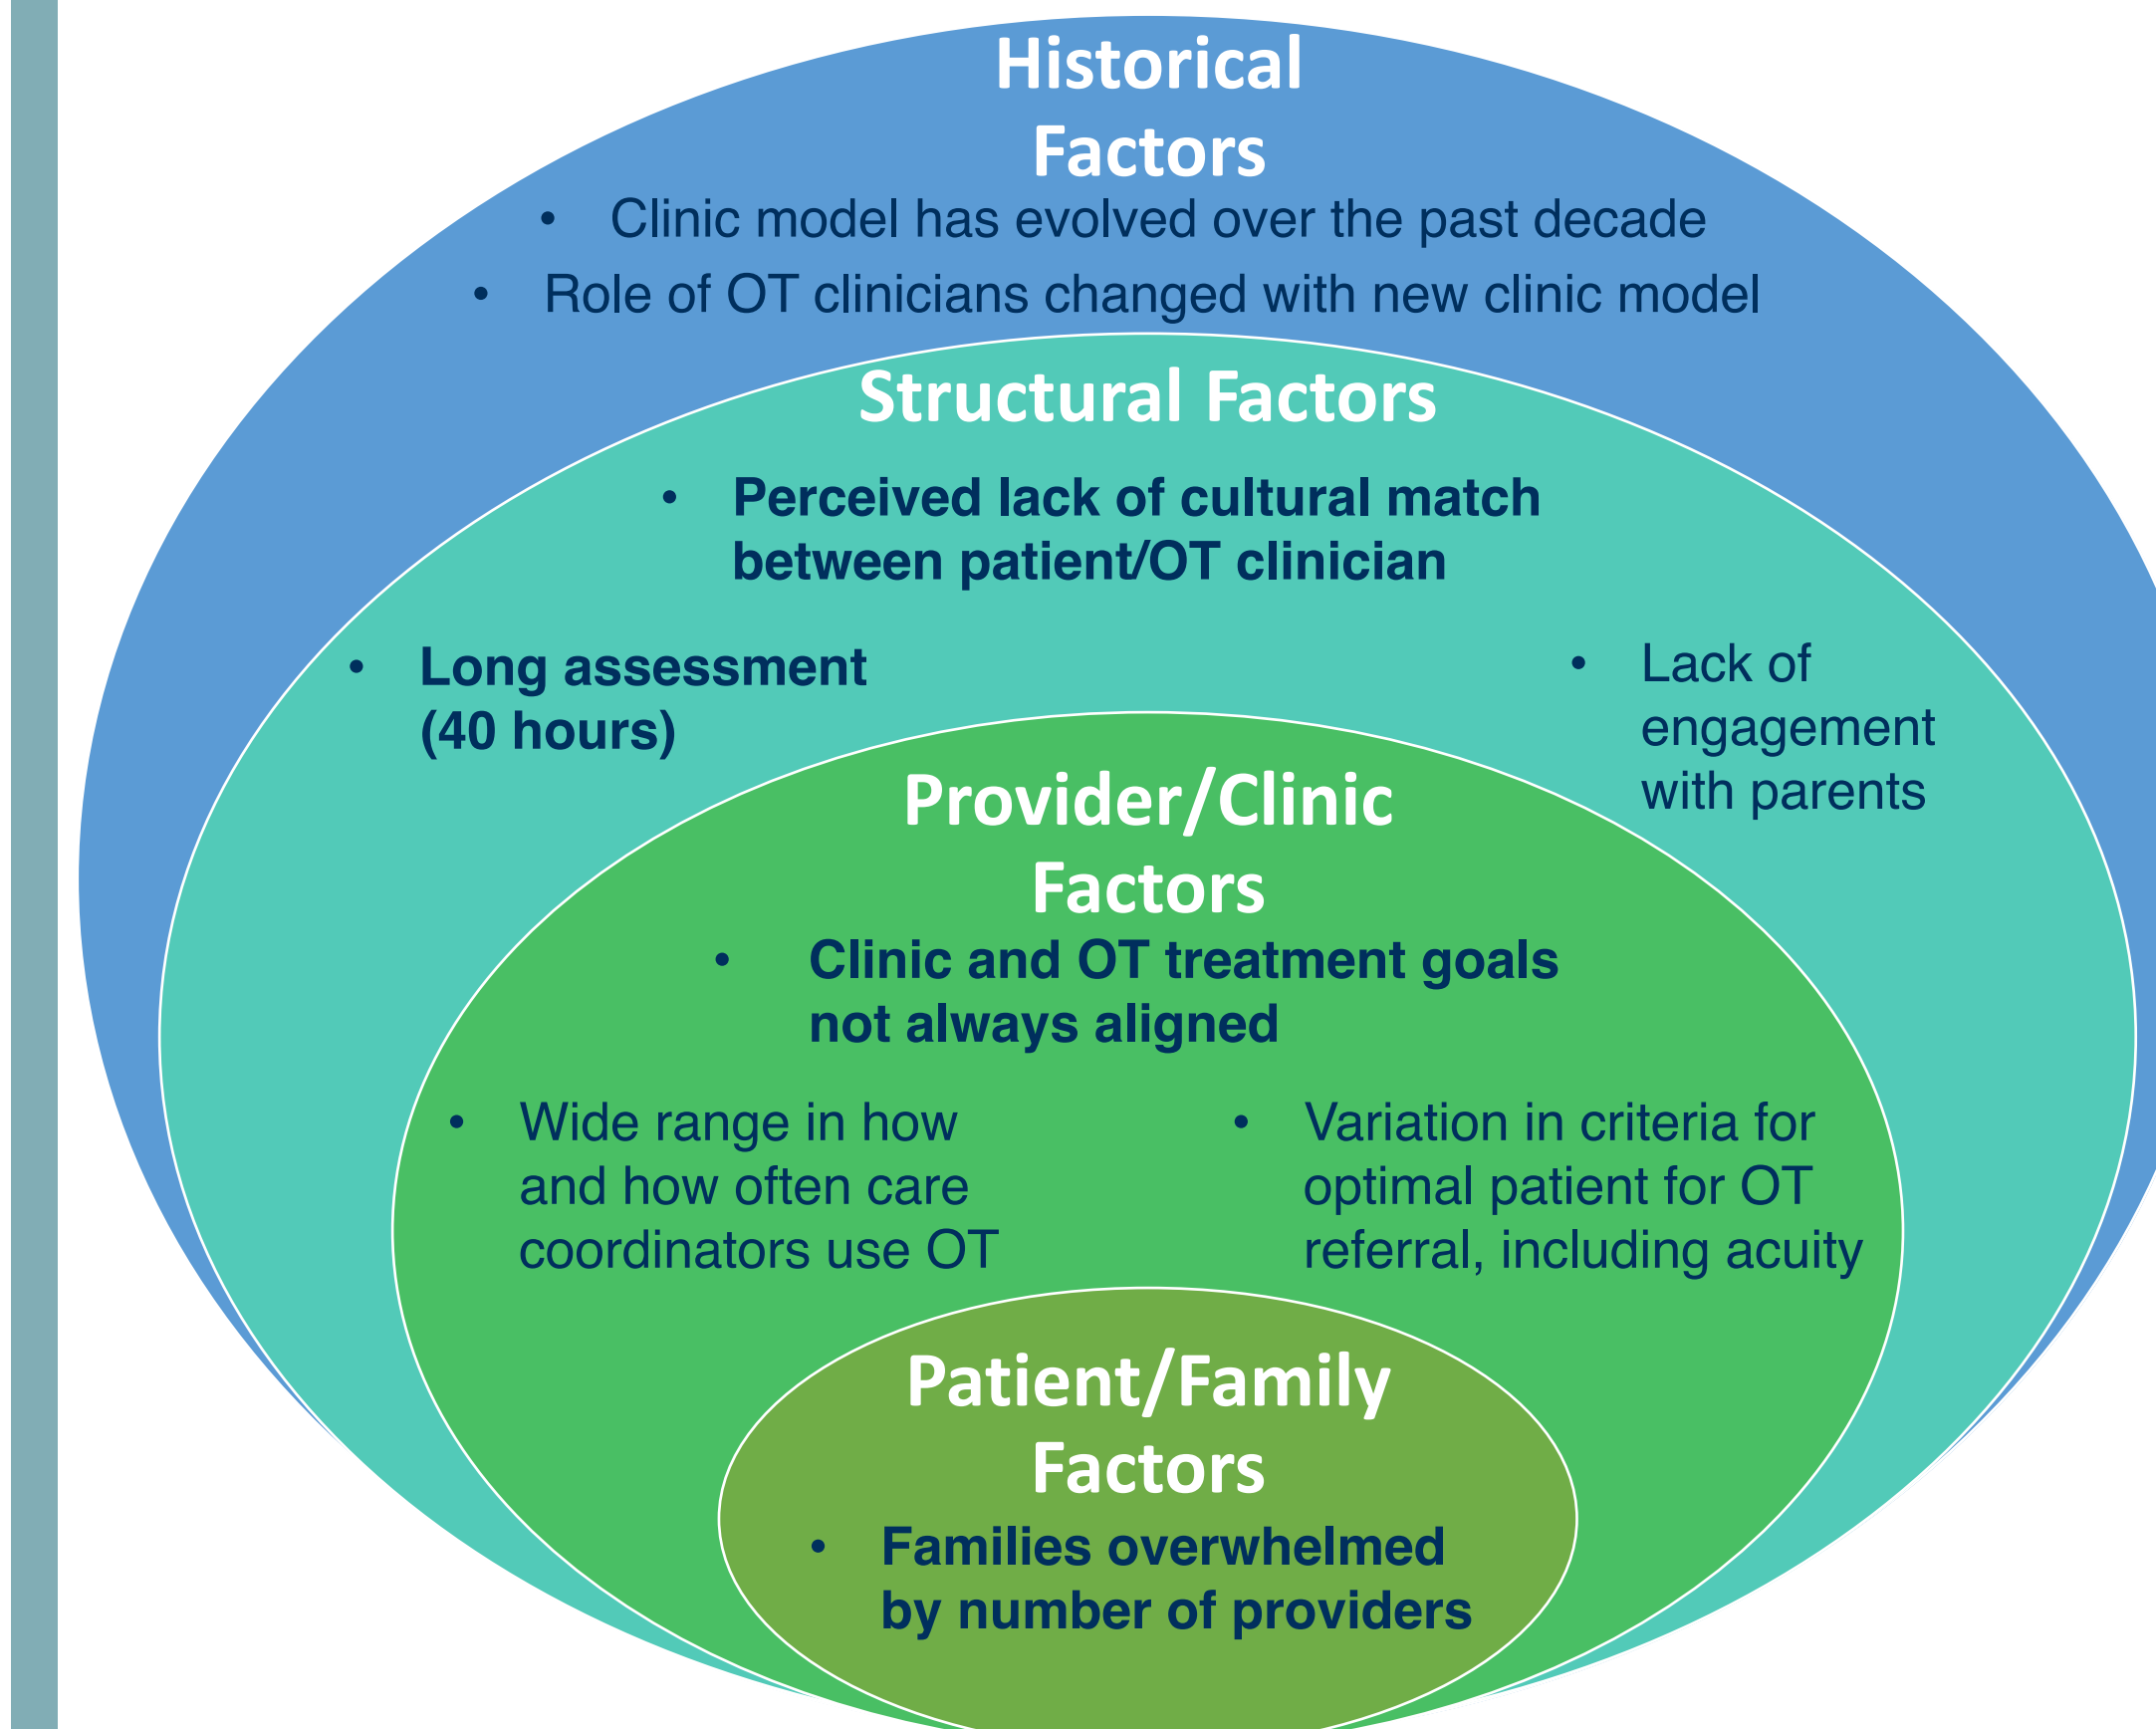 Historical
Factors
• Clinic model has evolved over the past decade
• Role of OT clinicians changed with new clinic model
Structural Factors
• Perceived lack of cultural match
between patient/OT clinician
• Long assessment
(40 hours)
• Lack of
engagement
with parents
Provider/Clinic
Factors
• Clinic and OT treatment goals
not always aligned
• Wide range in how
and how often care
coordinators use OT
• Variation in criteria for
optimal patient for OT
referral, including acuity
Patient/Family
Factors
• Families overwhelmed
by number of providers